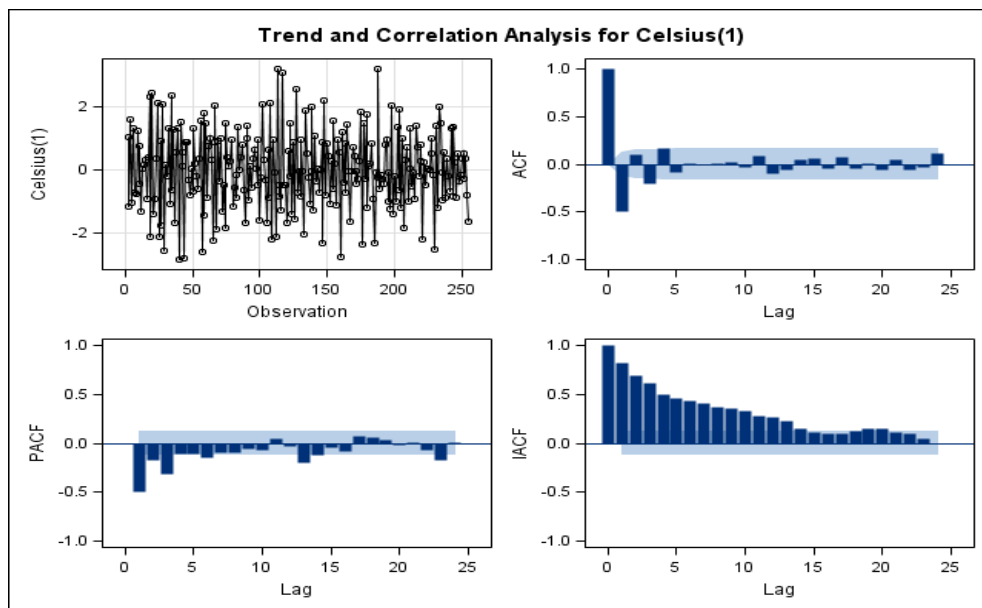 Trend and Correlation Analysis for Celsius(1)
2
0
-2
Celsius(1)
0 50 100 150 200 250
Observation
1.0
0.5
0.0
-0.5
-1.0
ACF
0 5 10 15 20 25
Lag
1.0
0.5
0.0
-0.5
-1.0
PACF
0 5 10 15 20 25
Lag
1.0
0.5
0.0
-0.5
-1.0
IACF
0 5 10 15 20 25
Lag